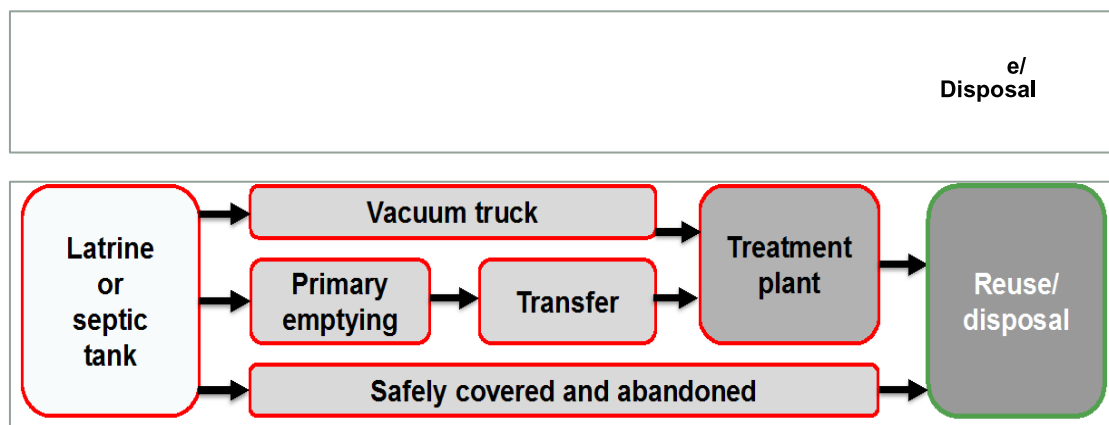 e/
Disposal
Vacuum truck
Latrine
or
septic
tank
Primary
emptying
Transfer
Treatment
plant
Reuse/
disposal
Safely covered and abandoned